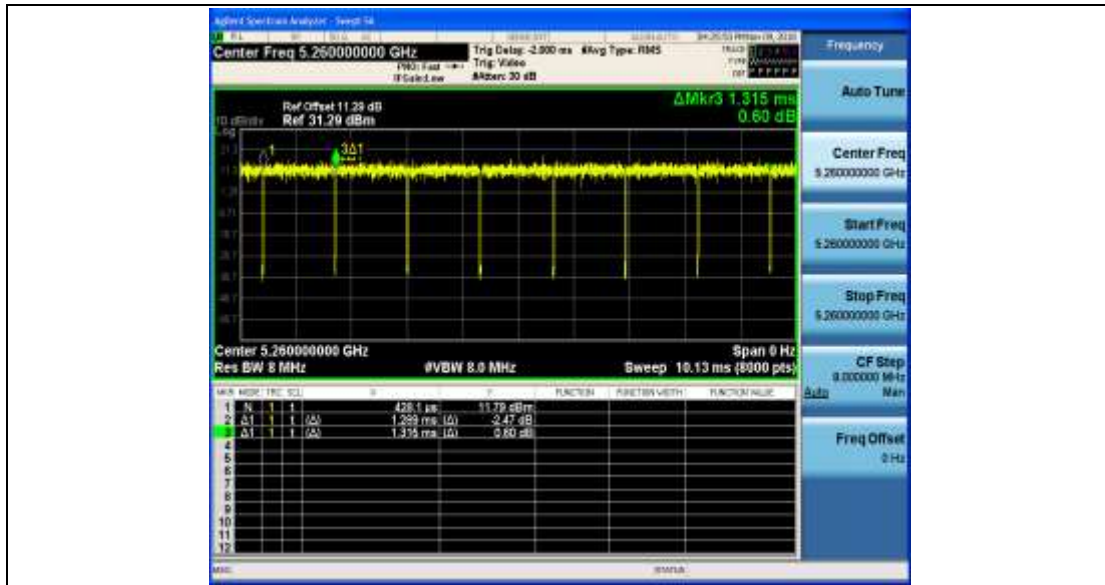 Agilent Spectrum Analyzer - Swept SA
Center Freq 5.260000000 GHz
PNO: Fast
IFGain:Low
Trig Delay: -2.000 ms
#Avg Type: RMS
Trig: Video
#Atten: 30 dB
Frequency
Auto Tune
ΔMkr3 1.315 ms
0.60 dB
Ref Offset 11.29 dB
10 dB/div Ref 31.29 dBm
Log
1
3Δ1
Center Freq
5.260000000 GHz
Start Freq
5.260000000 GHz
Stop Freq
5.260000000 GHz
CF Step
8.000000 MHz
Auto Man
Freq Offset
0 Hz
Center 5.260000000 GHz
Span 0 Hz
Res BW 8 MHz
#VBW 8.0 MHz
Sweep 10.13 ms (8000 pts)
MKR MODE TRC SCL X Y FUNCTION FUNCTION WIDTH FUNCTION VALUE
1 N 1 t 428.1 µs 11.79 dBm
2 Δ1 1 t (Δ) 1.289 ms (Δ) -2.47 dB
3 Δ1 1 t (Δ) 1.315 ms (Δ) 0.60 dB
4
5
6
7
8
9
10
11
12
MSG
STATUS